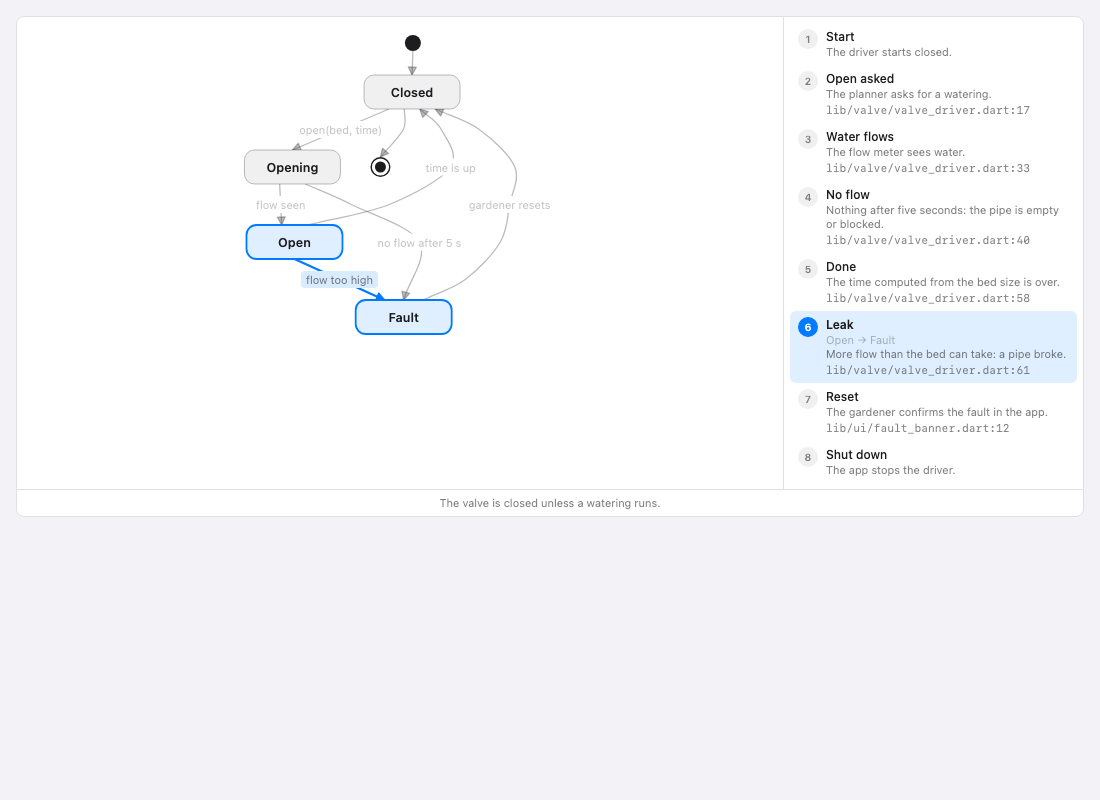 Closed
open(bed, time)
Opening
time is up
flow seen
gardener resets
Open
no flow after 5 s
flow too high
Fault
1
Start
The driver starts closed.
2
Open asked
The planner asks for a watering.
lib/valve/valve_driver.dart:17
3
Water flows
The flow meter sees water.
lib/valve/valve_driver.dart:33
4
No flow
Nothing after five seconds: the pipe is empty
or blocked.
lib/valve/valve_driver.dart:40
5
Done
The time computed from the bed size is over.
lib/valve/valve_driver.dart:58
6
Leak
Open → Fault
More flow than the bed can take: a pipe broke.
lib/valve/valve_driver.dart:61
7
Reset
The gardener confirms the fault in the app.
lib/ui/fault_banner.dart:12
8
Shut down
The app stops the driver.
The valve is closed unless a watering runs.